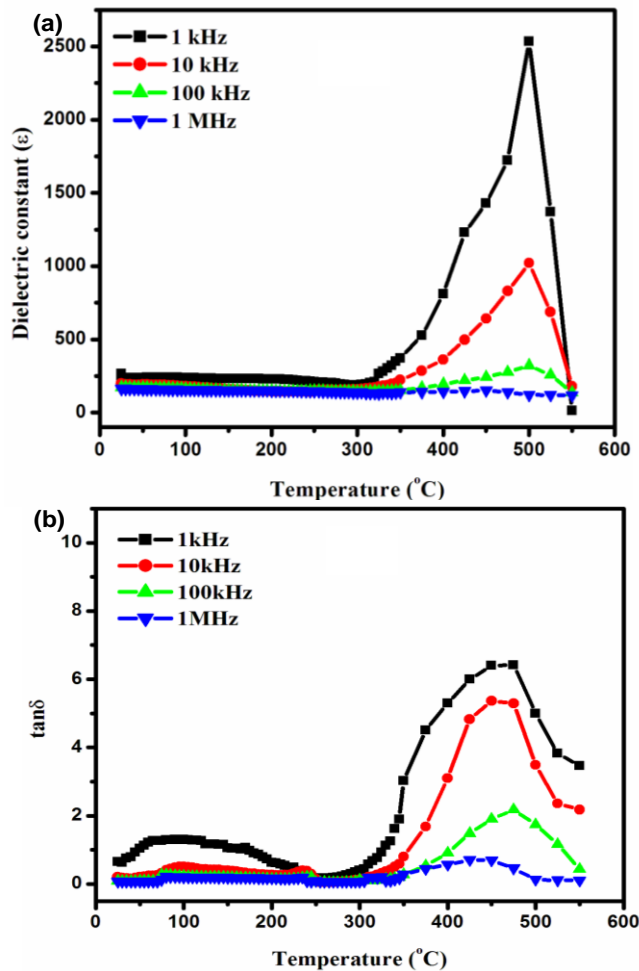 (a)
1 kHz
10 kHz
100 kHz
1 MHz
Dielectric constant (ε)
2500
2000
1500
1000
500
0
0 100 200 300 400 500 600
Temperature (°C)
(b)
1kHz
10kHz
100kHz
1MHz
tanδ
10
8
6
4
2
0
0 100 200 300 400 500 600
Temperature (°C)